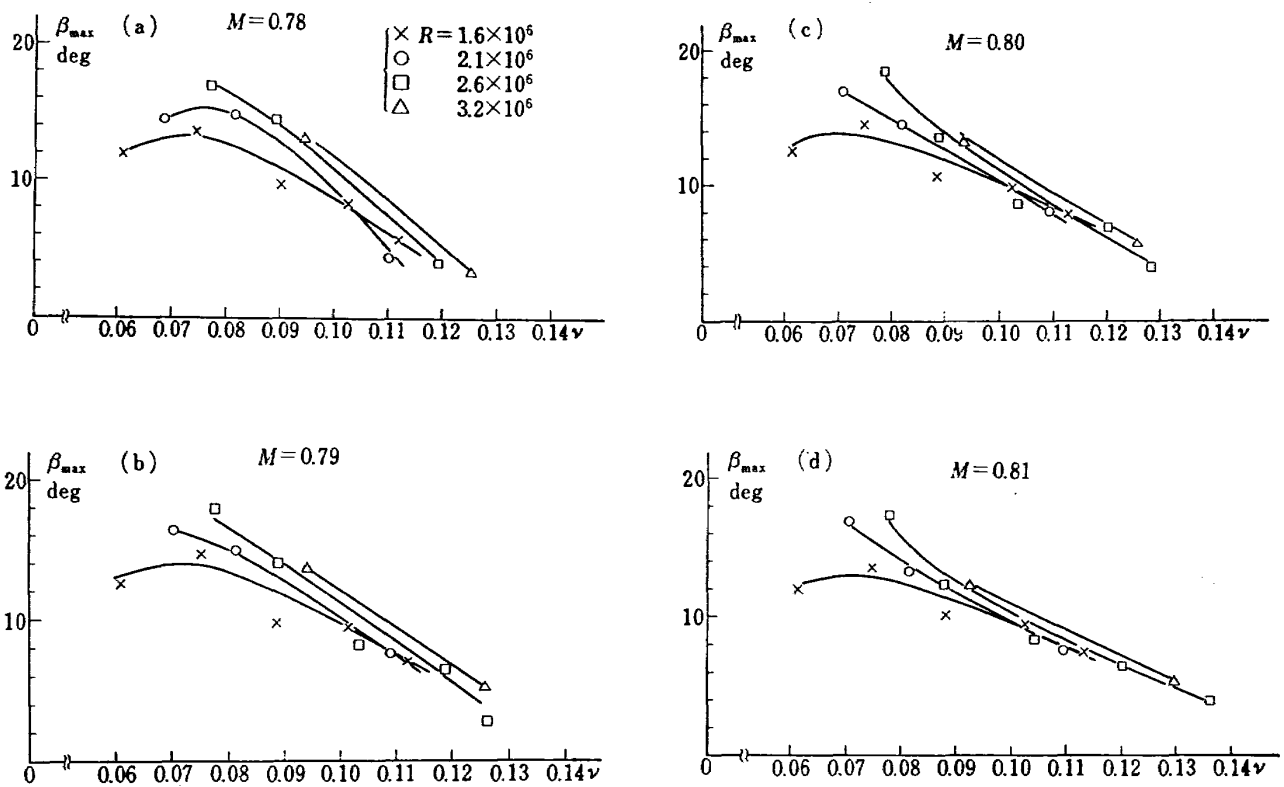 20
β_max
deg
(a)
M=0.78
× R=1.6×10⁶
○ 2.1×10⁶
□ 2.6×10⁶
△ 3.2×10⁶
10
0 0.06 0.07 0.08 0.09 0.10 0.11 0.12 0.13 0.14 ν
20
β_max
deg
(c)
M=0.80
10
0 0.06 0.07 0.08 0.09 0.10 0.11 0.12 0.13 0.14 ν
20
β_max
deg
(b)
M=0.79
10
0 0.06 0.07 0.08 0.09 0.10 0.11 0.12 0.13 0.14 ν
20
β_max
deg
(d)
M=0.81
10
0 0.06 0.07 0.08 0.09 0.10 0.11 0.12 0.13 0.14 ν